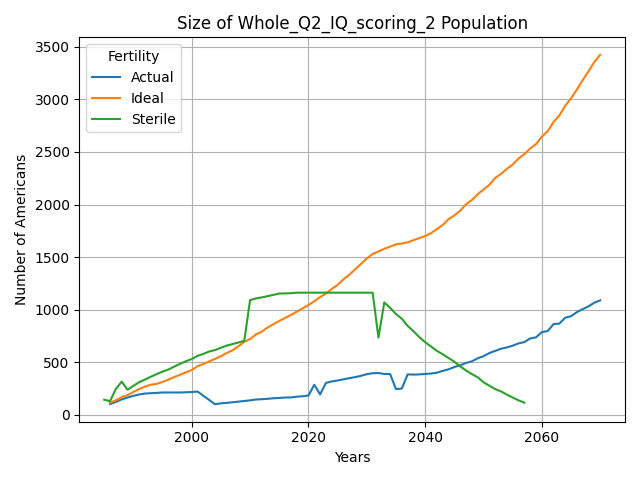 Size of Whole_Q2_IQ_scoring_2 Population
Fertility
Actual
Ideal
Sterile
Number of Americans
3500
3000
2500
2000
1500
1000
500
0
2000
2020
2040
2060
Years